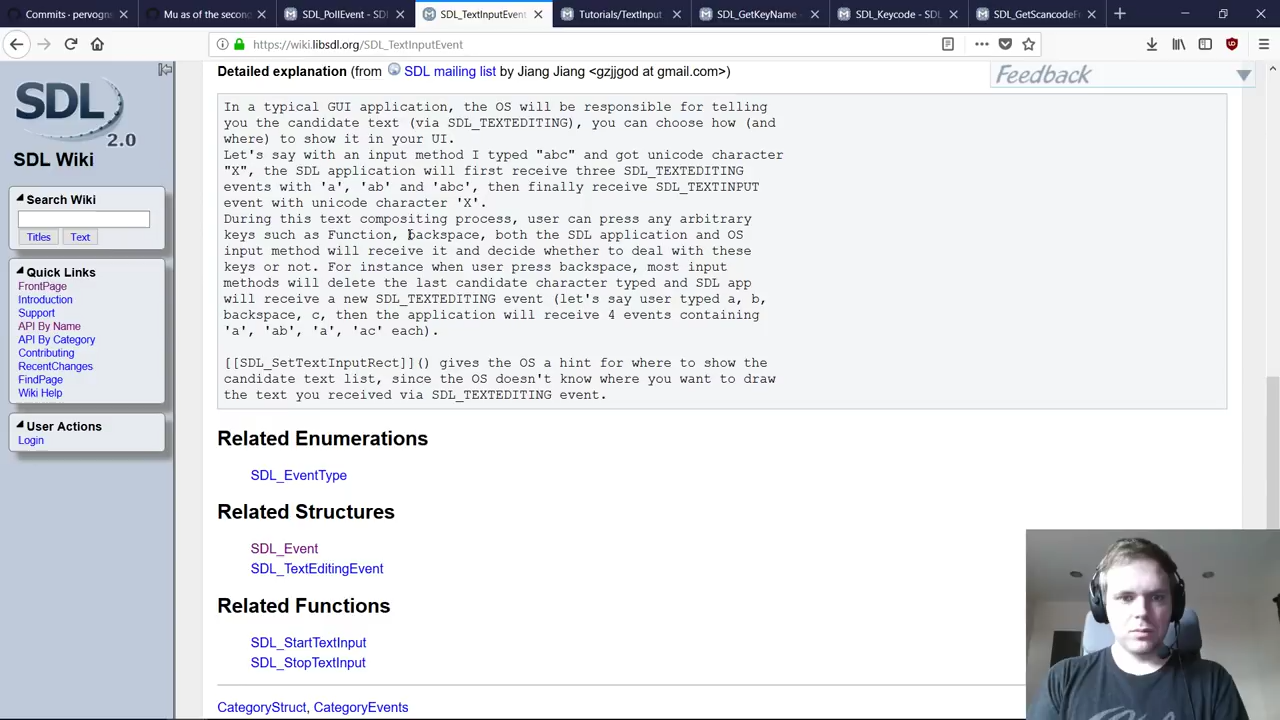 Commits - pervogn
Mu as of the second
SDL_PollEvent - SDL
SDL_TextInputEvent
Tutorials/TextInput
SDL_GetKeyName -
SDL_Keycode - SDL
SDL_GetScancodeF
https://wiki.libsdl.org/SDL_TextInputEvent
SDL
2.0
SDL Wiki
Search Wiki
Titles Text
Quick Links
FrontPage
Introduction
Support
API By Name
API By Category
Contributing
RecentChanges
FindPage
Wiki Help
User Actions
Login
Feedback
Detailed explanation (from SDL mailing list by Jiang Jiang <gzjjgod at gmail.com>)
In a typical GUI application, the OS will be responsible for telling
you the candidate text (via SDL_TEXTEDITING), you can choose how (and
where) to show it in your UI.
Let's say with an input method I typed "abc" and got unicode character
"X", the SDL application will first receive three SDL_TEXTEDITING
events with 'a', 'ab' and 'abc', then finally receive SDL_TEXTINPUT
event with unicode character 'X'.
During this text compositing process, user can press any arbitrary
keys such as Function, backspace, both the SDL application and OS
input method will receive it and decide whether to deal with these
keys or not. For instance when user press backspace, most input
methods will delete the last candidate character typed and SDL app
will receive a new SDL_TEXTEDITING event (let's say user typed a, b,
backspace, c, then the application will receive 4 events containing
'a', 'ab', 'a', 'ac' each).
[[SDL_SetTextInputRect]]() gives the OS a hint for where to show the
candidate text list, since the OS doesn't know where you want to draw
the text you received via SDL_TEXTEDITING event.
Related Enumerations
SDL_EventType
Related Structures
SDL_Event
SDL_TextEditingEvent
Related Functions
SDL_StartTextInput
SDL_StopTextInput
CategoryStruct, CategoryEvents